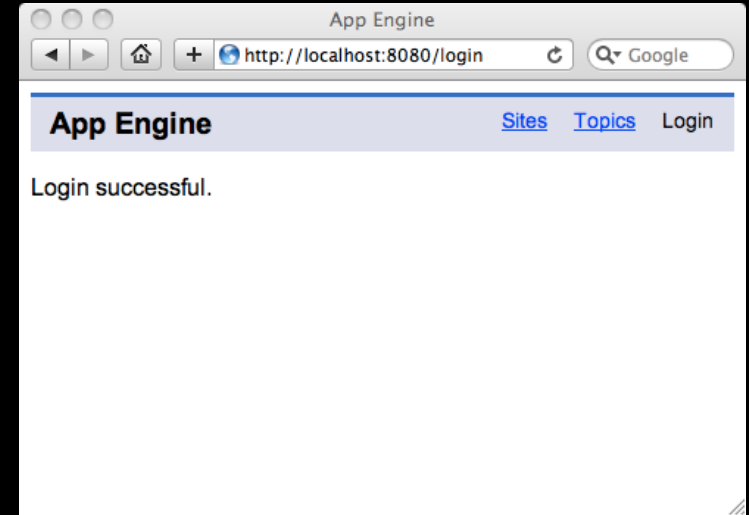 App Engine
http://localhost:8080/login
Google
App Engine Sites Topics Login
Login successful.